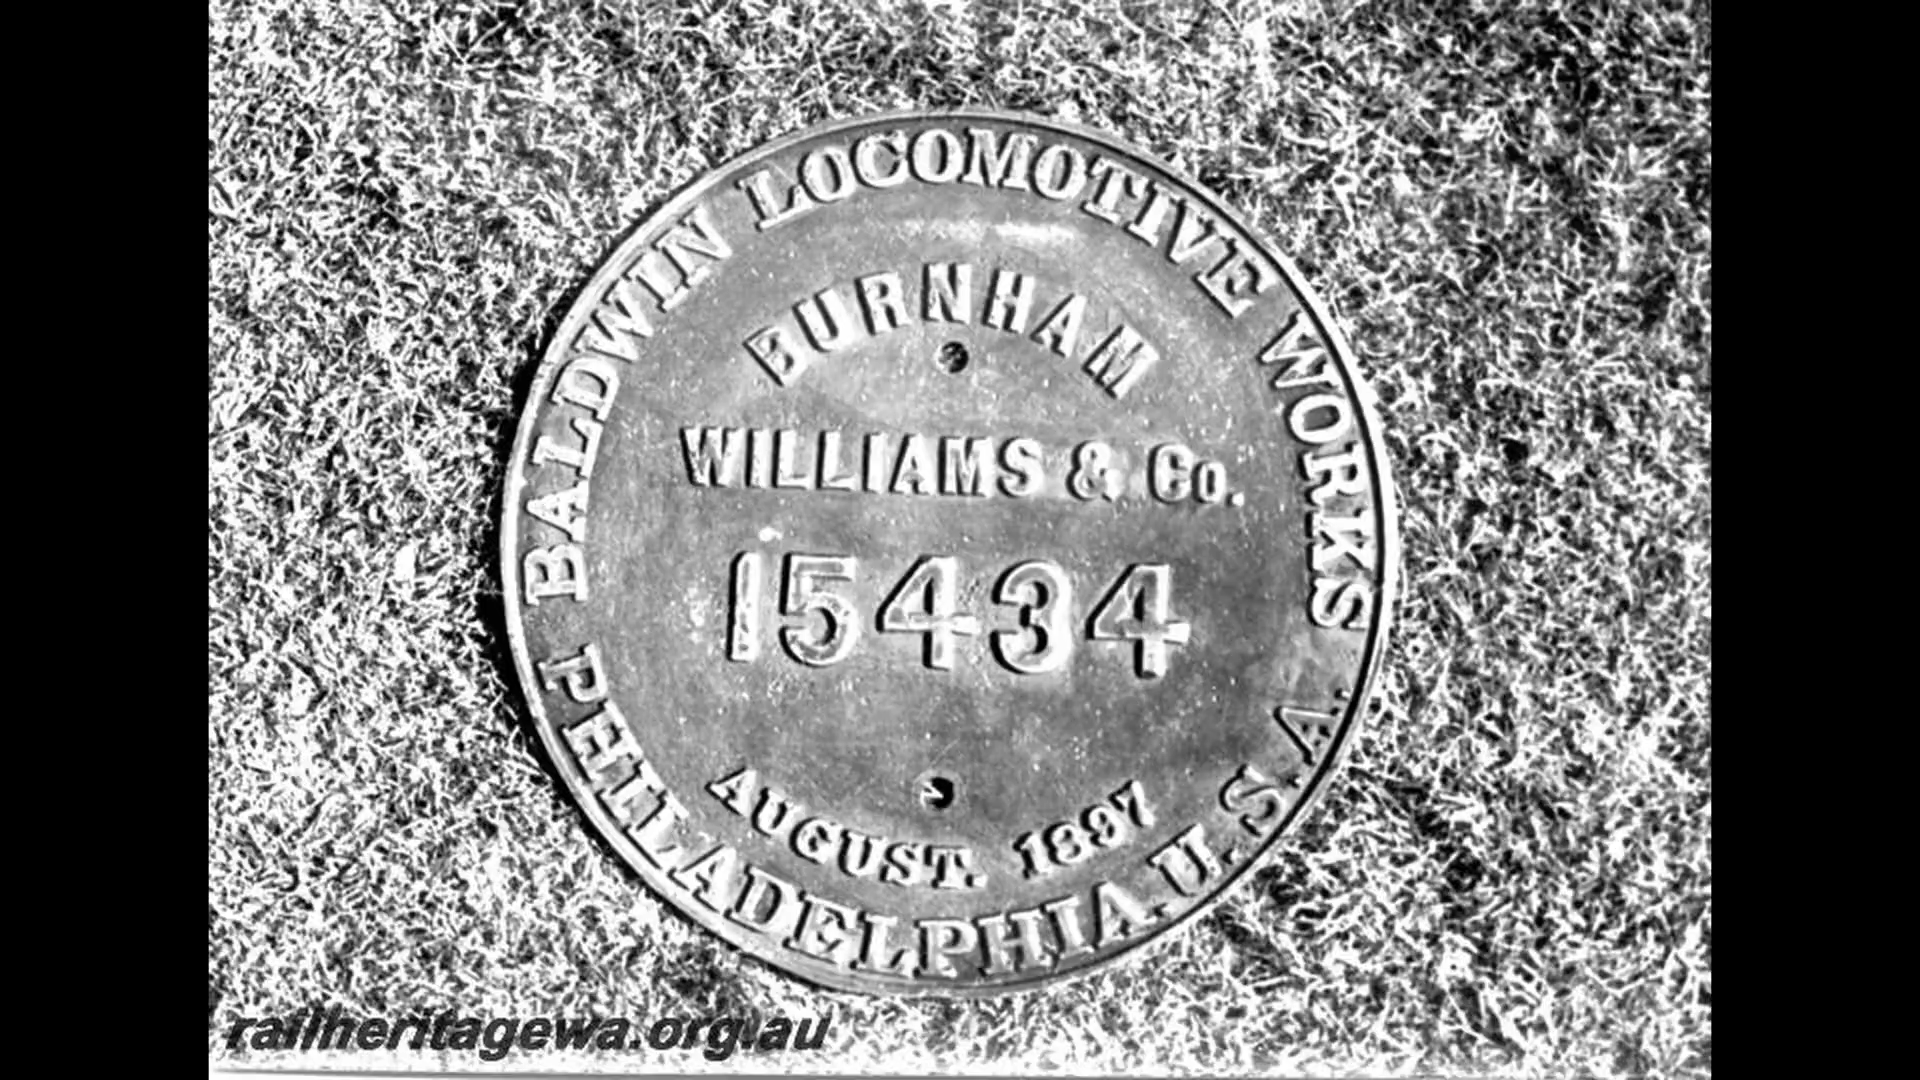 BALDWIN LOCOMOTIVE WORKS
BURNHAM
WILLIAMS & Co.
15434
AUGUST. 1897
PHILADELPHIA, U.S.A.
railheritagewa.org.au